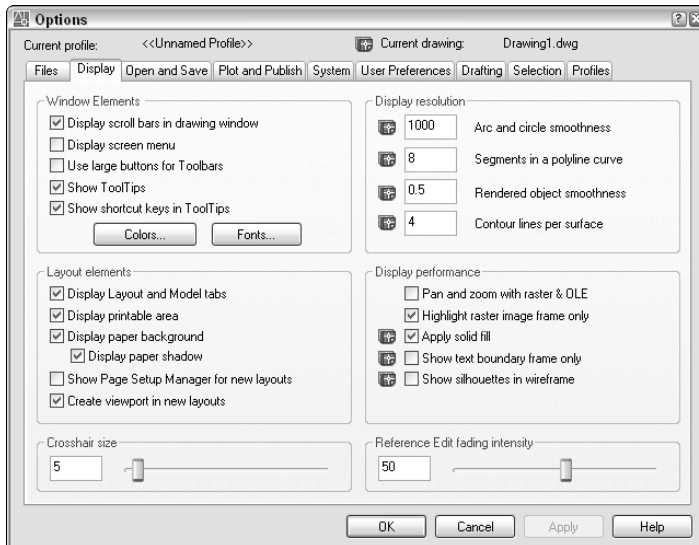 Options
Current profile: <<Unnamed Profile>> Current drawing: Drawing1.dwg
Files Display Open and Save Plot and Publish System User Preferences Drafting Selection Profiles
Window Elements
Display scroll bars in drawing window
Display screen menu
Use large buttons for Toolbars
Show ToolTips
Show shortcut keys in ToolTips
Colors... Fonts...
Display resolution
1000 Arc and circle smoothness
8 Segments in a polyline curve
0.5 Rendered object smoothness
4 Contour lines per surface
Layout elements
Display Layout and Model tabs
Display printable area
Display paper background
Display paper shadow
Show Page Setup Manager for new layouts
Create viewport in new layouts
Display performance
Pan and zoom with raster & OLE
Highlight raster image frame only
Apply solid fill
Show text boundary frame only
Show silhouettes in wireframe
Crosshair size
5
Reference Edit fading intensity
50
OK Cancel Apply Help